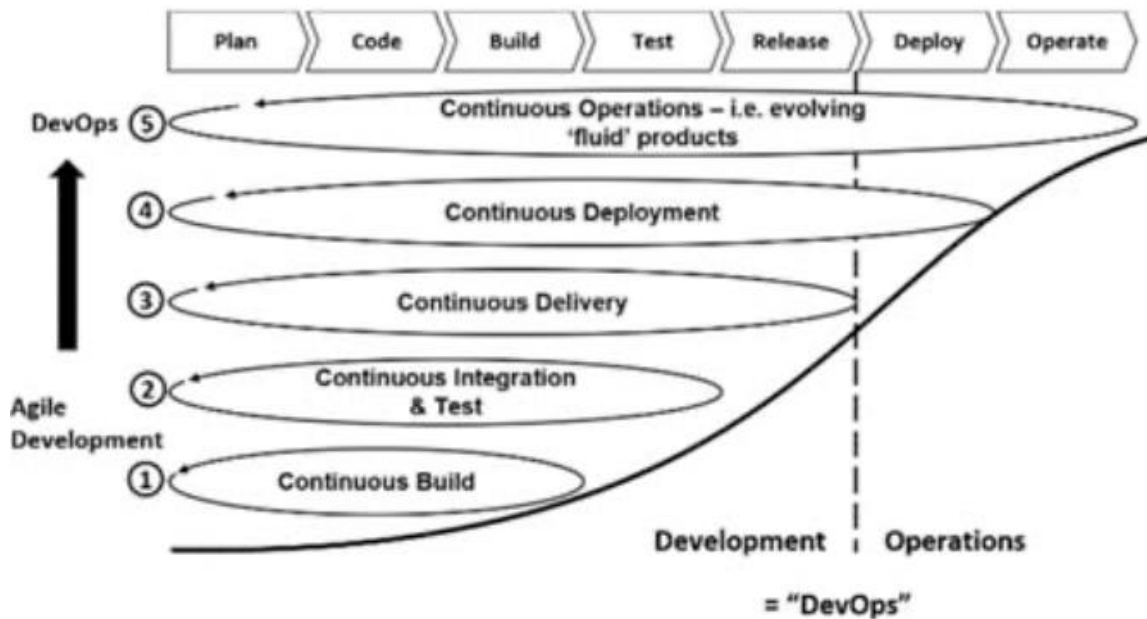 Plan Code Build Test Release Deploy Operate
DevOps 5 Continuous Operations – i.e. evolving
'fluid' products
4 Continuous Deployment
3 Continuous Delivery
2 Continuous Integration
& Test
Agile
Development
1 Continuous Build
Development Operations
= “DevOps”